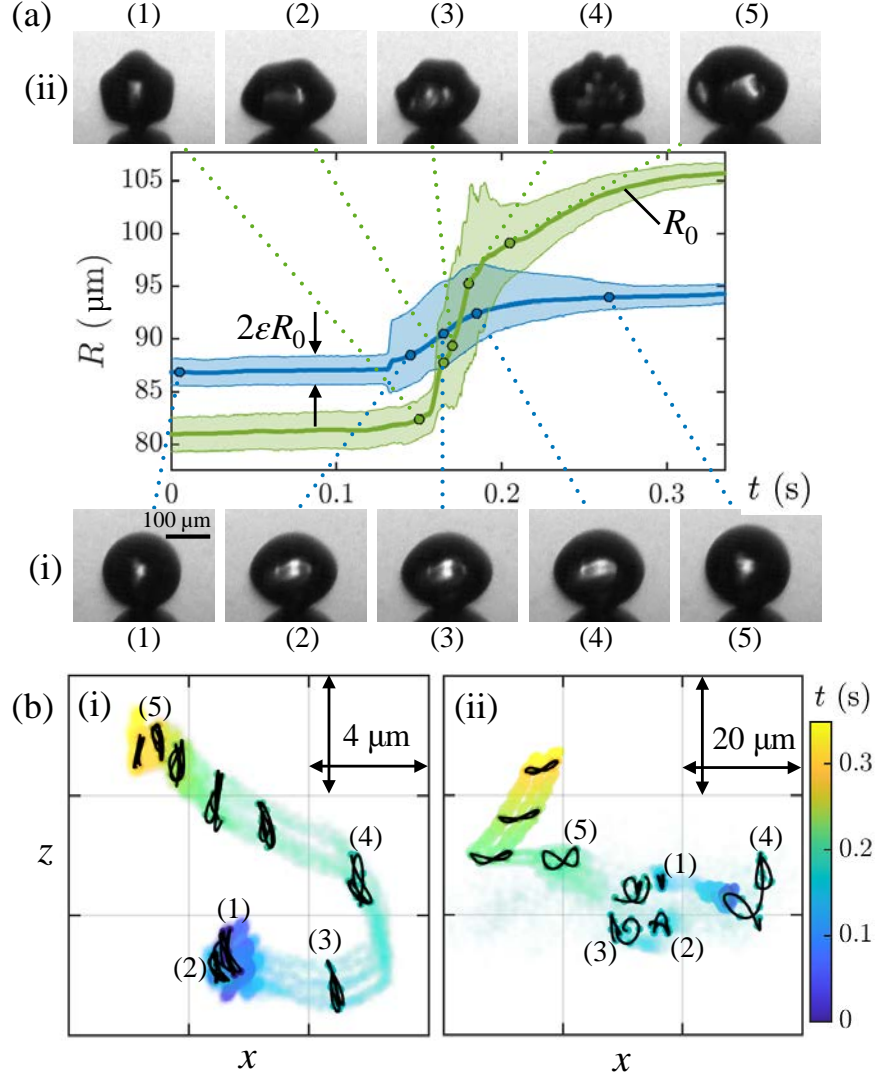 (a)
(1) (2) (3) (4) (5)
(ii)
105
100
95
90
85
80
R (μm)
2εR₀
R₀
0 0.1 0.2 0.3 t (s)
100 μm
(i)
(1) (2) (3) (4) (5)
(b) (i) (ii) t (s)
(5)
4 μm
20 μm
0.3
0.2
0.1
0
z
(4)
(1)
(3)
(2)
(5)
(4)
(1)
(3)
(2)
x x